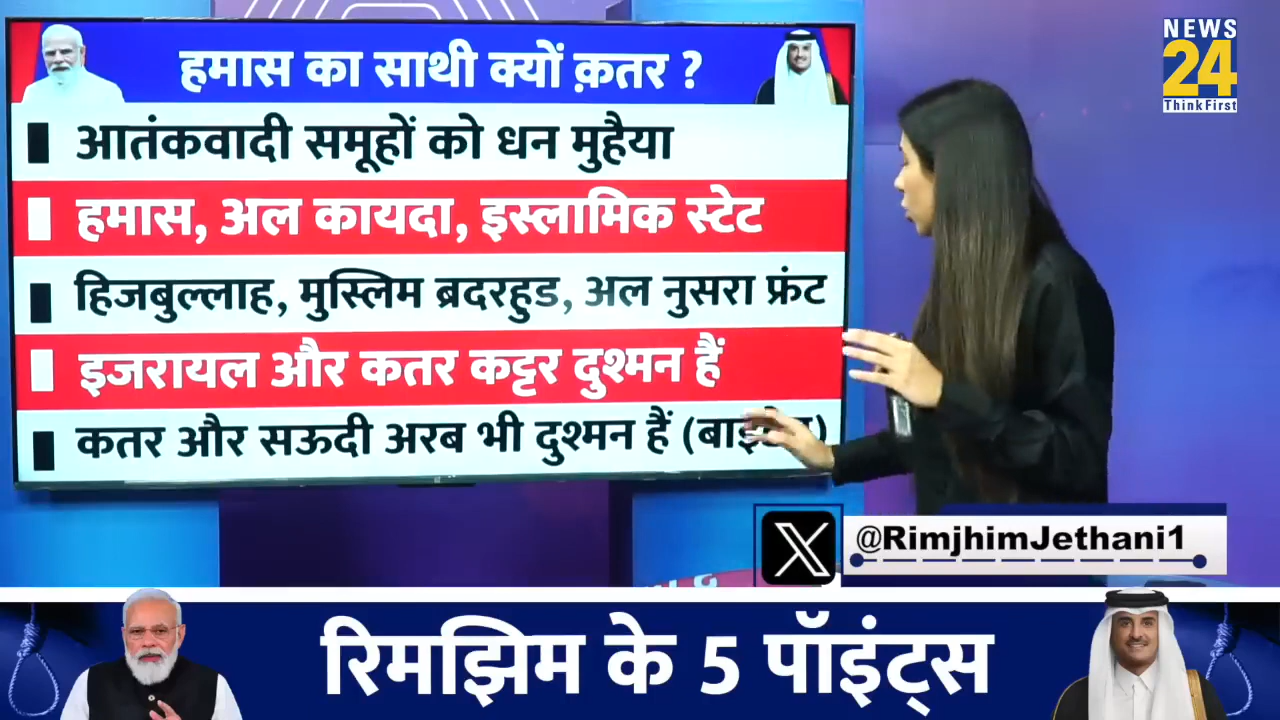 हमास का साथी क्यों क़तर ?
NEWS
24
ThinkFirst
आतंकवादी समूहों को धन मुहैया
हमास, अल कायदा, इस्लामिक स्टेट
हिजबुल्लाह, मुस्लिम ब्रदरहुड, अल नुसरा फ्रंट
इजरायल और कतर कट्टर दुश्मन हैं
कतर और सऊदी अरब भी दुश्मन हैं
@RimjhimJethani1
रिमझिम के 5 पॉइंट्स